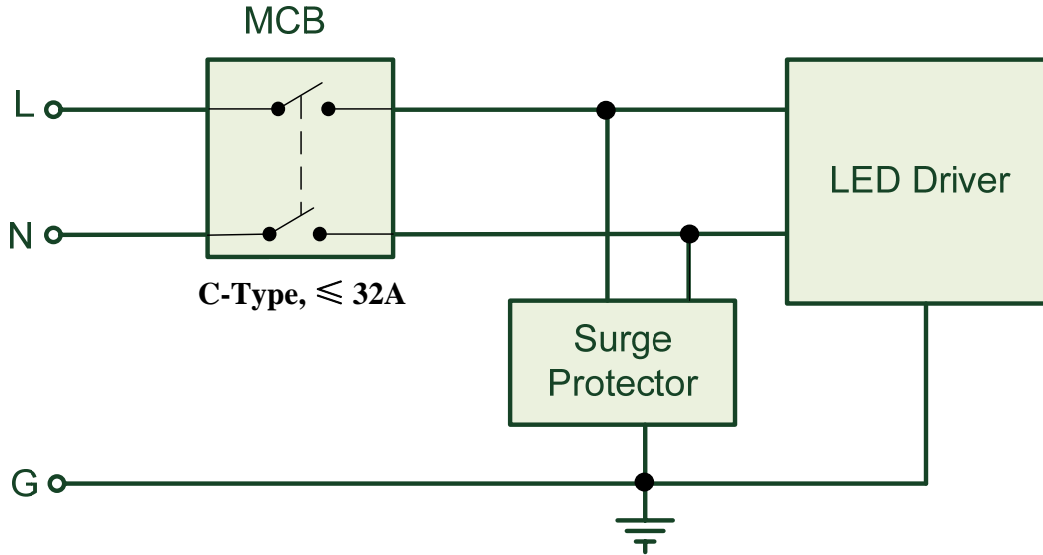 MCB
L
LED Driver
N
C-Type, ≤ 32A
Surge
Protector
G